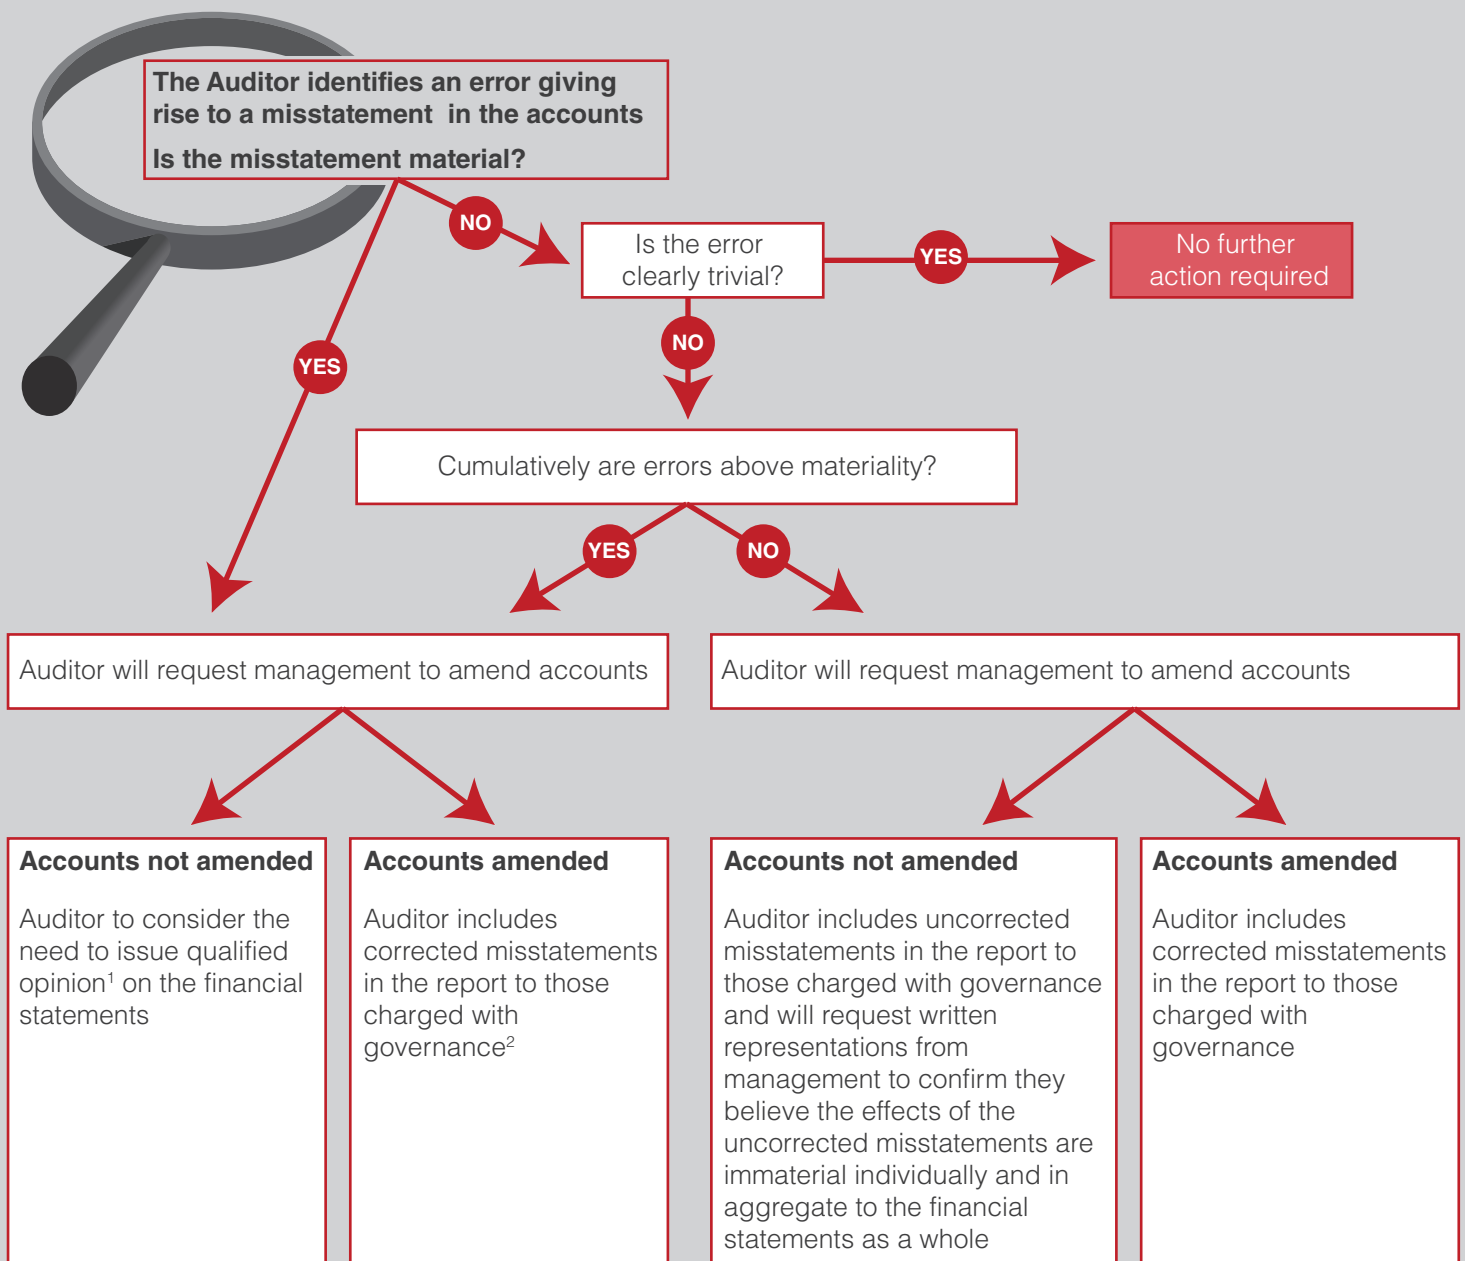 The Auditor identifies an error giving
rise to a misstatement in the accounts
Is the misstatement material?
NO
Is the error
clearly trivial?
YES
No further
action required
NO
YES
Cumulatively are errors above materiality?
YES
NO
Auditor will request management to amend accounts
Auditor will request management to amend accounts
Accounts not amended
Auditor to consider the
need to issue qualified
opinion¹ on the financial
statements
Accounts amended
Auditor includes
corrected misstatements
in the report to those
charged with
governance²
Accounts not amended
Auditor includes uncorrected
misstatements in the report to
those charged with governance
and will request written
representations from
management to confirm they
believe the effects of the
uncorrected misstatements are
immaterial individually and in
aggregate to the financial
statements as a whole
Accounts amended
Auditor includes
corrected misstatements
in the report to those
charged with
governance